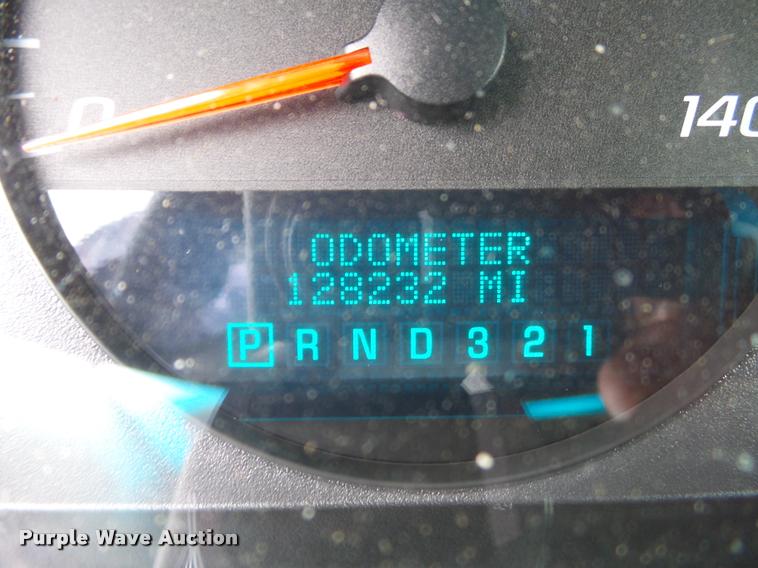 0
140
ODOMETER
128232 MI
P R N D 3 2 1
Purple Wave Auction